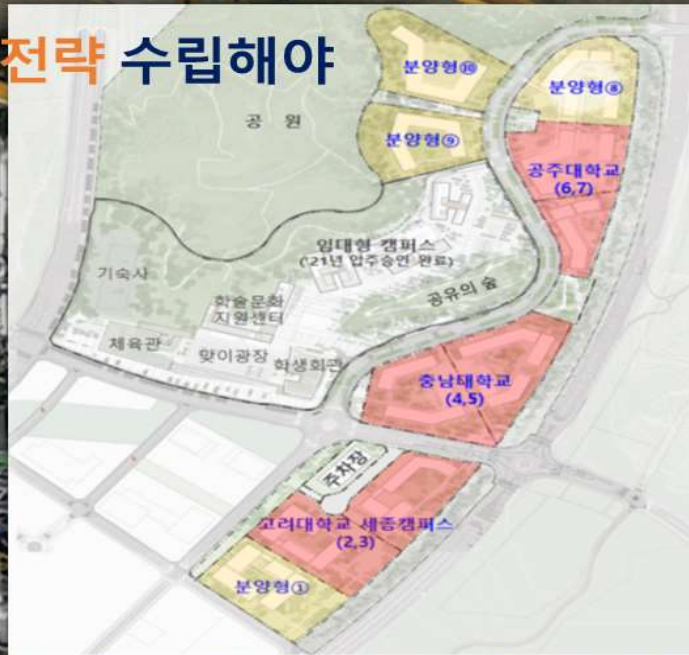 전략 수립해야
분양형⑩
분양형⑧
공 원
분양형⑨
공주대학교
(6,7)
임대형 캠퍼스
('21년 입주승인 완료)
기숙사
공유의 숲
학술문화
지원센터
체육관
맞이광장
학생회관
충남대학교
(4,5)
주차장
고려대학교 세종캠퍼스
(2,3)
분양형①